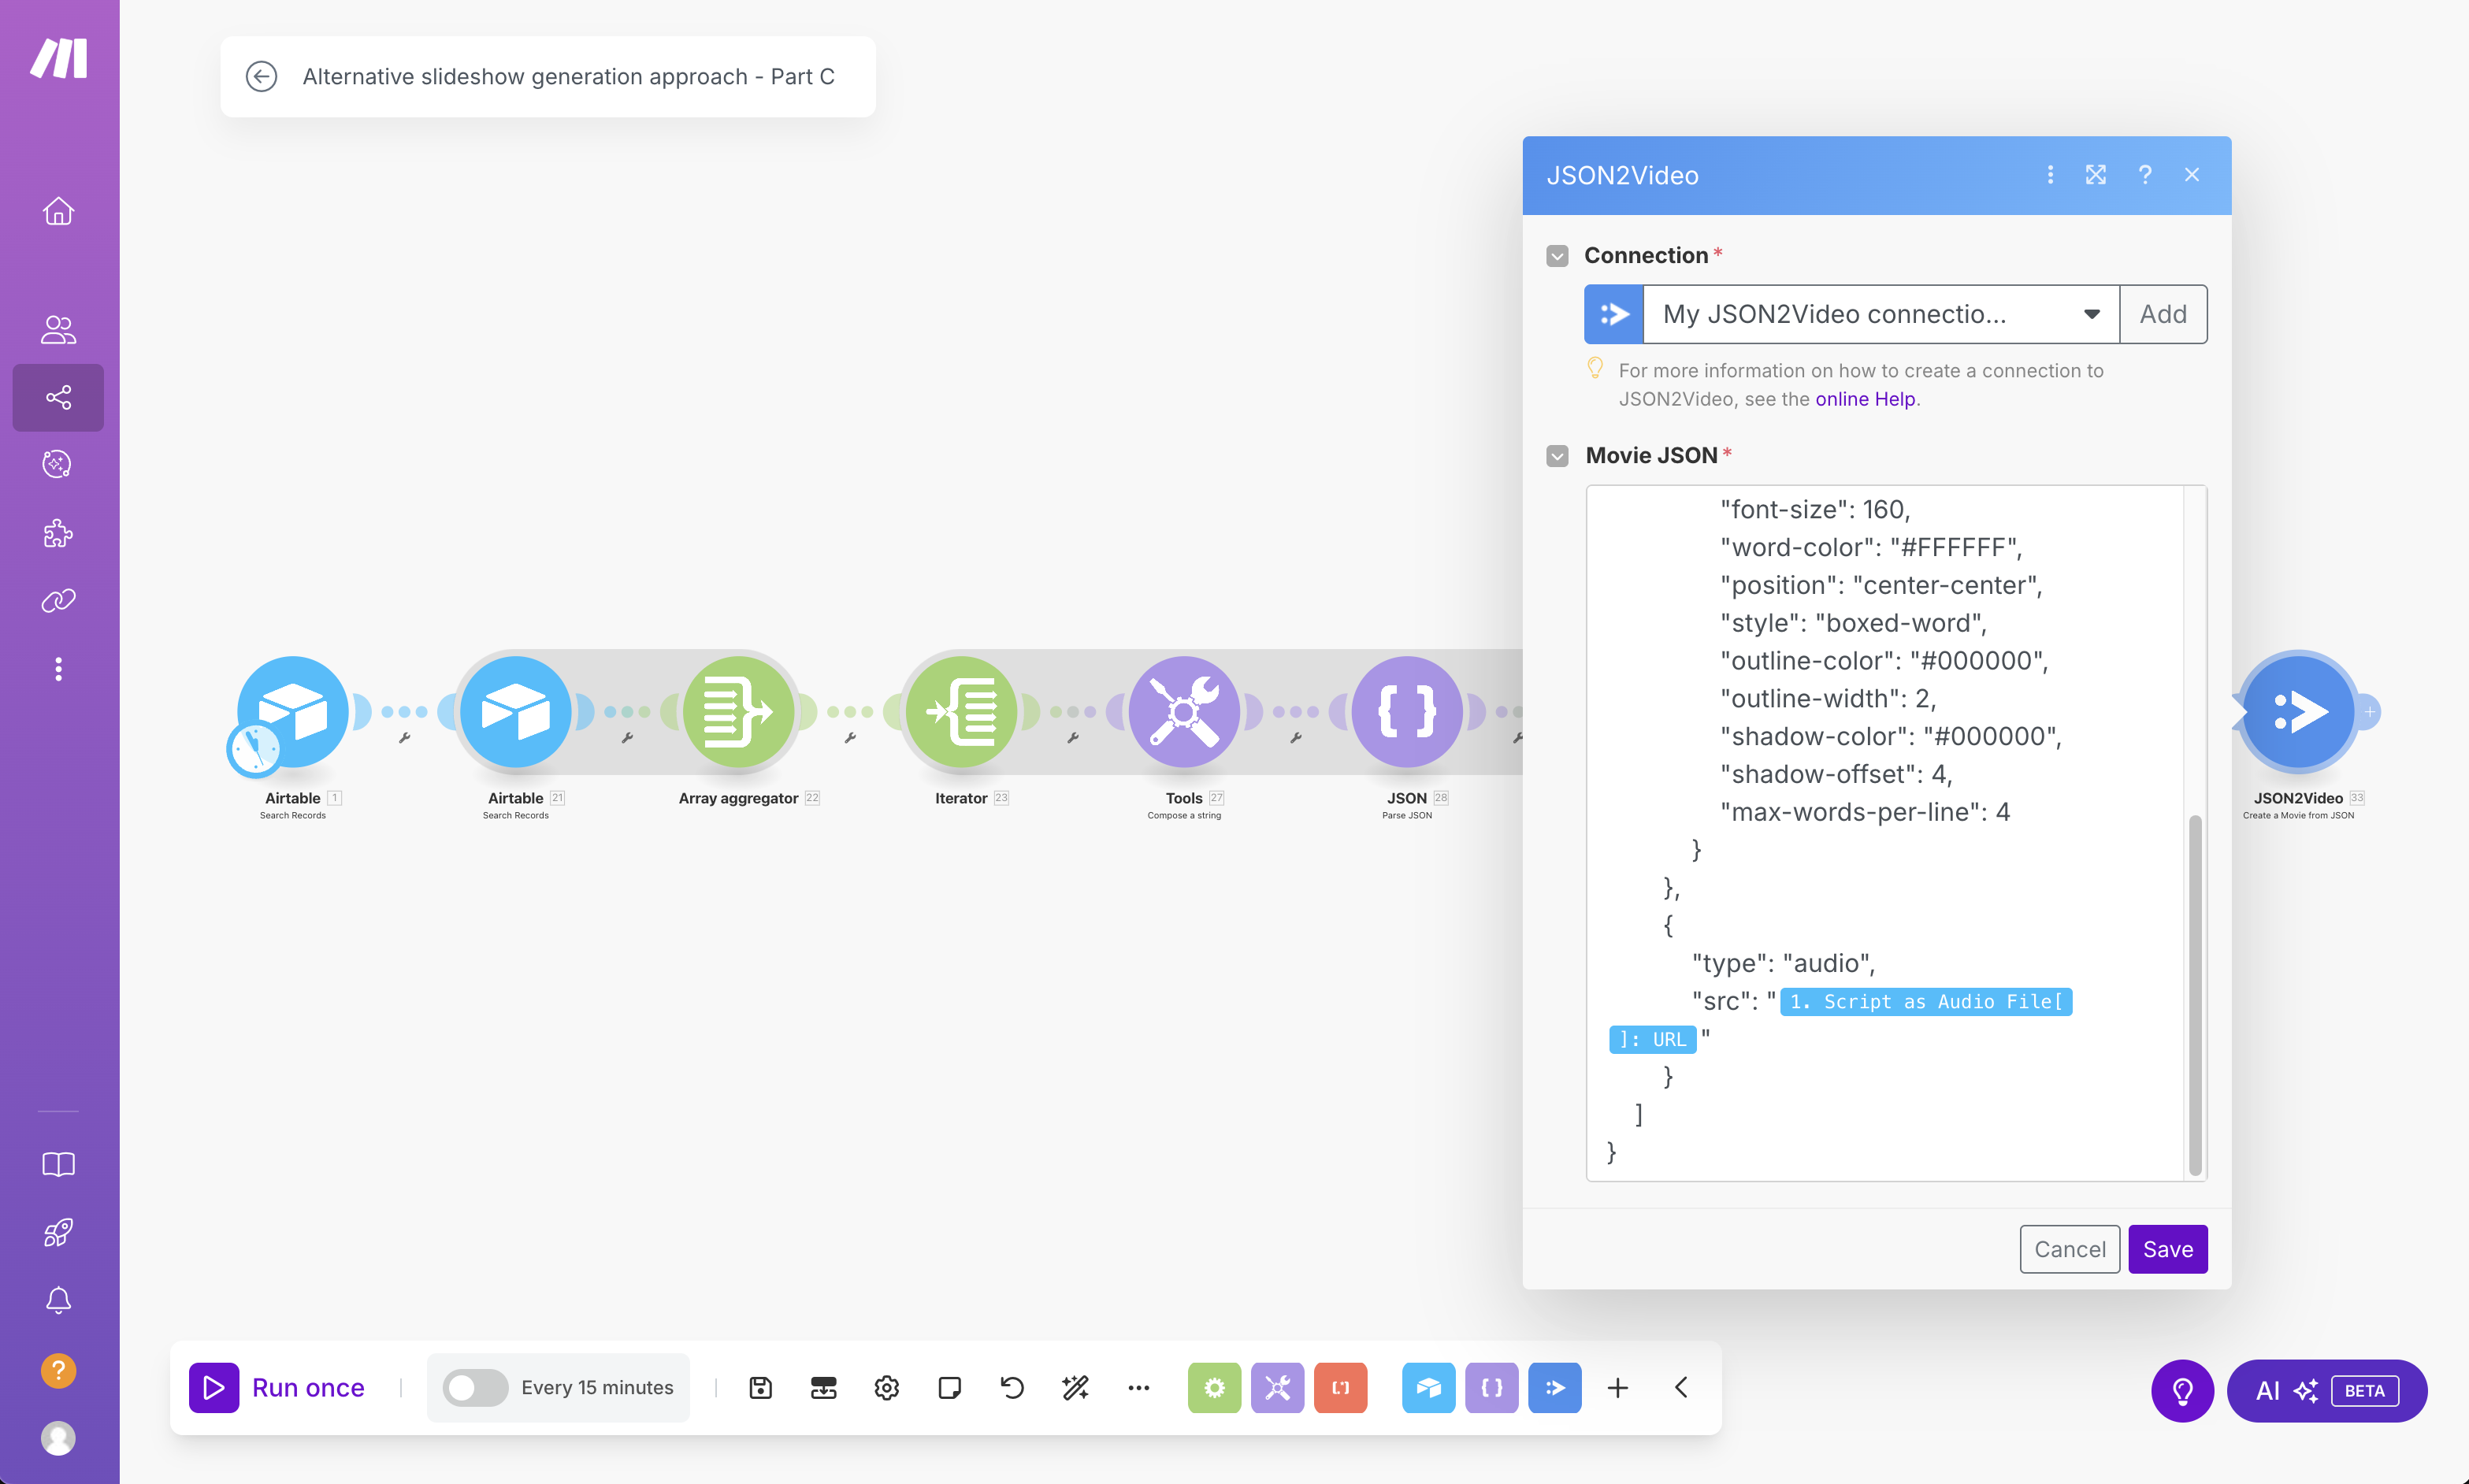 Alternative slideshow generation approach - Part C
JSON2Video
?
Connection *
My JSON2Video connectio...
Add
For more information on how to create a connection to
JSON2Video, see the online Help.
Movie JSON *
"font-size": 160,
"word-color": "#FFFFFF",
"position": "center-center",
"style": "boxed-word",
"outline-color": "#000000",
"outline-width": 2,
"shadow-color": "#000000",
"shadow-offset": 4,
"max-words-per-line": 4
}
},
{
"type": "audio",
"src": "1. Script as Audio File[
]: URL"
}
]
}
Cancel
Save
Airtable 1
Search Records
Airtable 21
Search Records
Array aggregator 22
Iterator 23
Tools 27
Compose a string
JSON 28
Parse JSON
JSON2Video 33
Create a Movie from JSON
?
Run once
Every 15 minutes
AI BETA